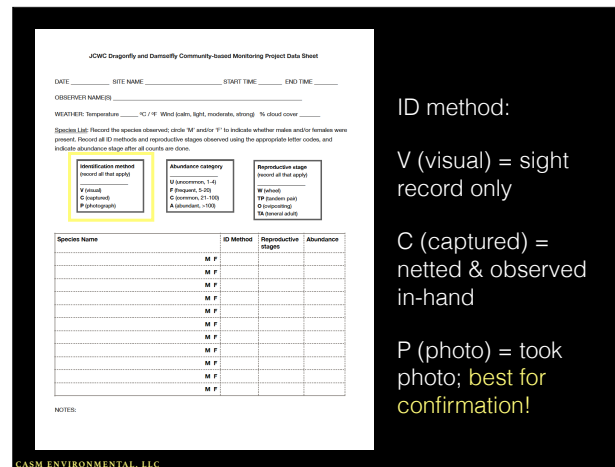 JCWC Dragonfly and Damselfly Community-based Monitoring Project Data Sheet
DATE ____________ SITE NAME ____________________ START TIME _______ END TIME _______
OBSERVER NAME(S) ____________________________________________
WEATHER: Temperature _____ ºC / ºF Wind (calm, light, moderate, strong) % cloud cover ______
Species List: Record the species observed; circle 'M' and/or 'F' to indicate whether males and/or females were
present. Record all ID methods and reproductive stages observed using the appropriate letter codes, and
indicate abundance stage after all counts are done.
Identification method
(record all that apply)
V (visual)
C (captured)
P (photograph)
Abundance category
U (uncommon, 1-4)
F (frequent, 5-20)
C (common, 21-100)
A (abundant, >100)
Reproductive stage
(record all that apply)
W (wheel)
TP (tandem pair)
O (ovipositing)
TA (teneral adult)
Species Name ID Method Reproductive stages Abundance
M F
M F
M F
M F
M F
M F
M F
M F
M F
M F
M F
NOTES:
ID method:
V (visual) = sight
record only
C (captured) =
netted & observed
in-hand
P (photo) = took
photo; best for
confirmation!
CASM ENVIRONMENTAL, LLC